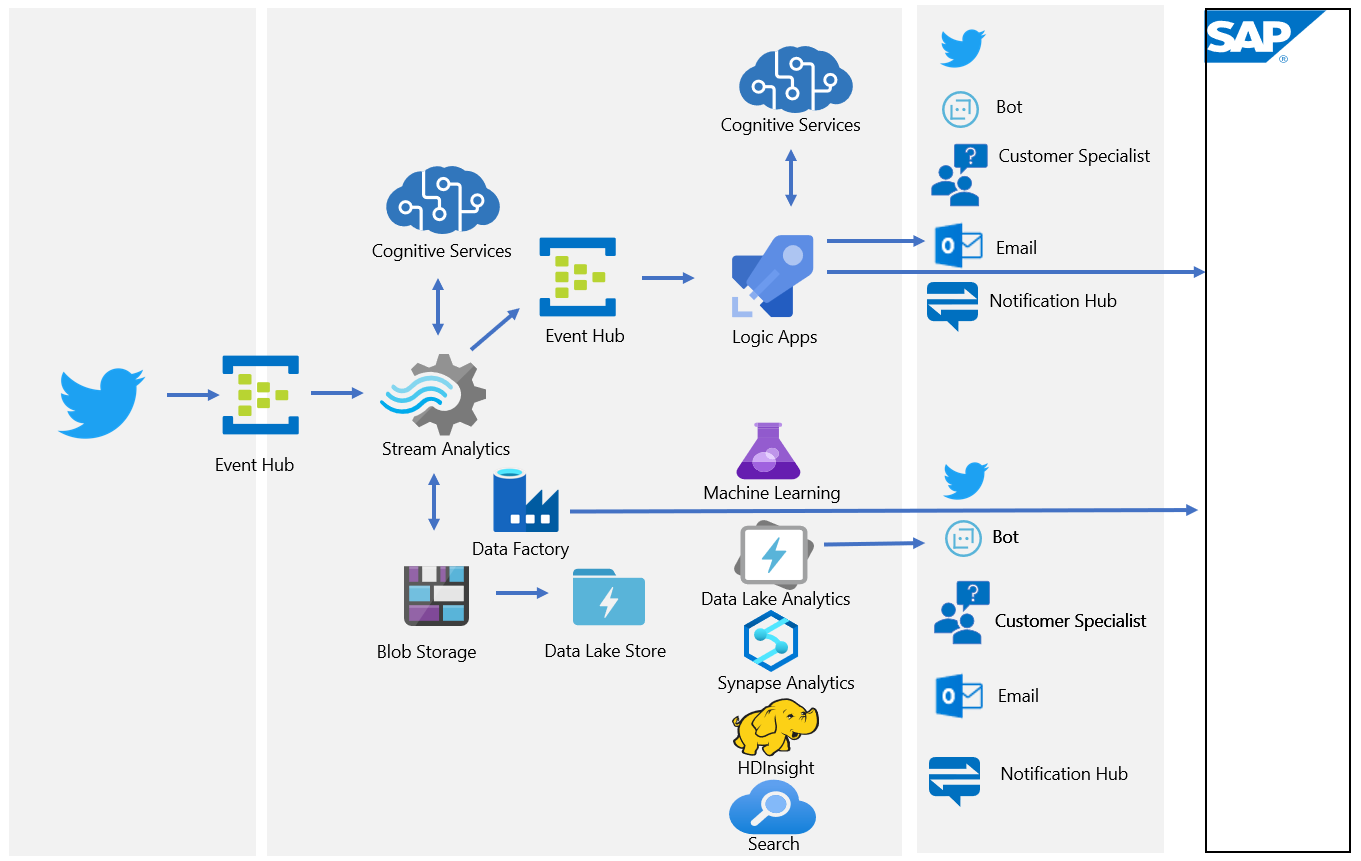 SAP
®
Cognitive Services
Bot
Customer Specialist
Cognitive Services
Email
Event Hub
Logic Apps
Notification Hub
Event Hub
Stream Analytics
Machine Learning
Data Factory
Bot
Data Lake Analytics
Customer Specialist
Blob Storage
Data Lake Store
Synapse Analytics
Email
HDInsight
Notification Hub
Search